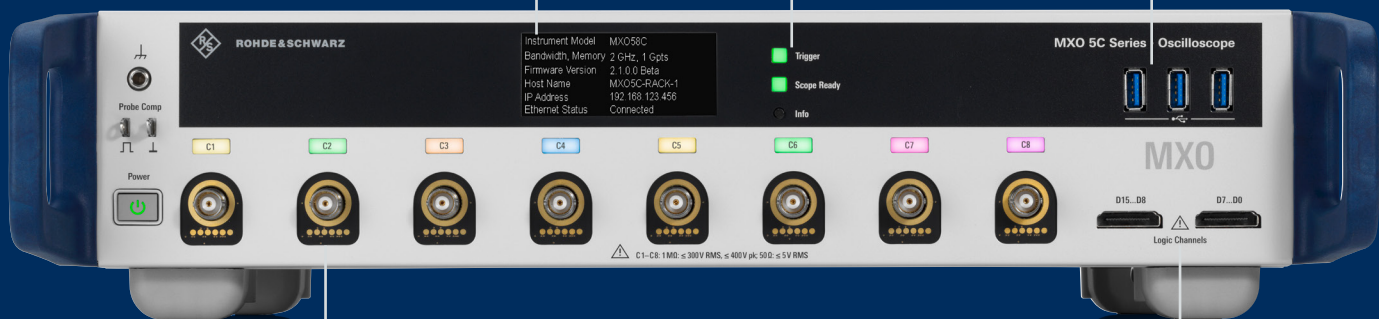 R&S
ROHDE&SCHWARZ
Instrument Model MXO58C
Bandwidth, Memory 2 GHz, 1 Gpts
Firmware Version 2.1.0.0 Beta
Host Name MXO5C-RACK-1
IP Address 192.168.123.456
Ethernet Status Connected
Trigger
Scope Ready
Info
MXO 5C Series Oscilloscope
Probe Comp
Power
C1
C2
C3
C4
C5
C6
C7
C8
MXO
D15...D8
D7...D0
Logic Channels
C1–C8: 1 MΩ: ≤ 300 V RMS, ≤ 400 V pk; 50 Ω: ≤ 5 V RMS